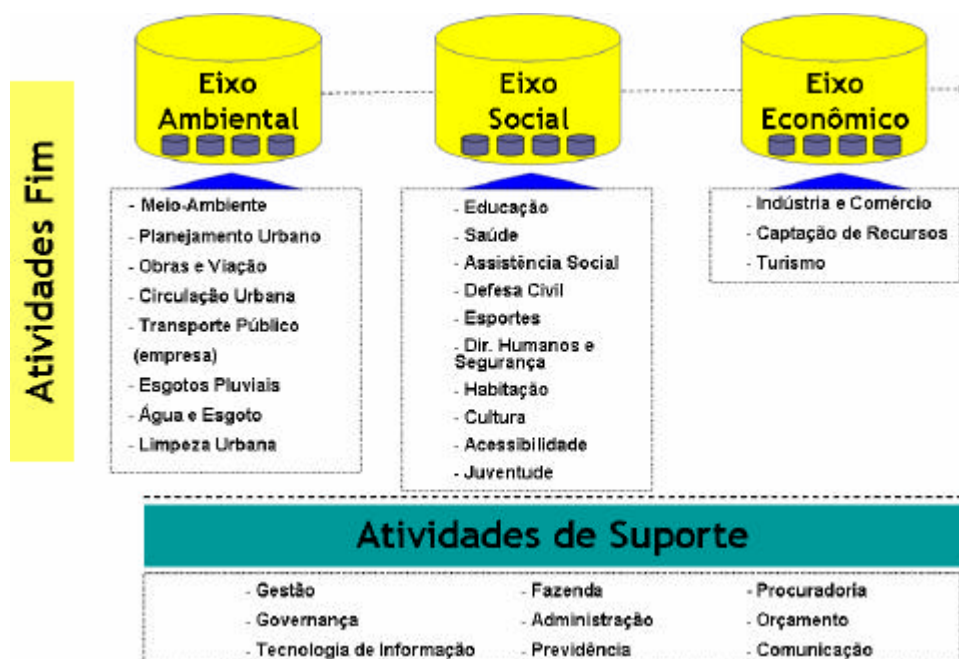 Atividades Fim
Eixo
Ambiental
- Meio-Ambiente
- Planejamento Urbano
- Obras e Viação
- Circulação Urbana
- Transporte Público
(empresa)
- Esgotos Pluviais
- Água e Esgoto
- Limpeza Urbana
Eixo
Social
- Educação
- Saúde
- Assistência Social
- Defesa Civil
- Esportes
- Dir. Humanos e
Segurança
- Habitação
- Cultura
- Acessibilidade
- Juventude
Eixo
Econômico
- Indústria e Comércio
- Captação de Recursos
- Turismo
Atividades de Suporte
- Gestão
- Governança
- Tecnologia de Informação
- Fazenda
- Administração
- Previdência
- Procuradoria
- Orçamento
- Comunicação